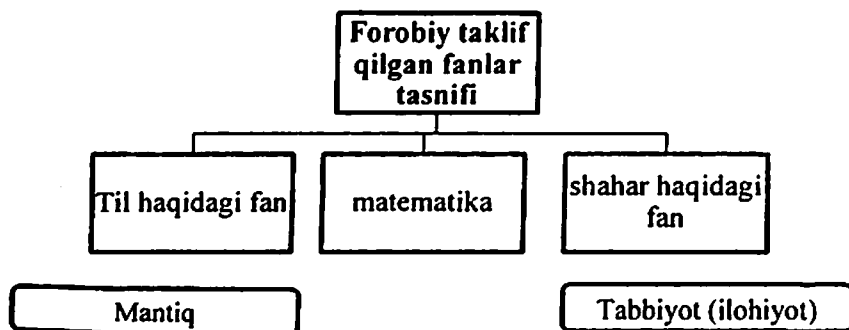 Forobiy taklif
qilgan fanlar
tasnifi
Til haqidagi fan
matematika
shahar haqidagi
fan
Mantiq
Tabbiyot (ilohiyot)